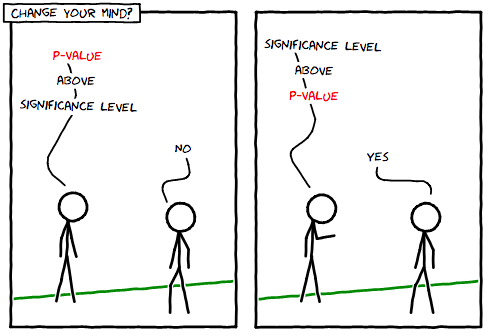 CHANGE YOUR MIND?
P-VALUE
ABOVE
SIGNIFICANCE LEVEL
NO
SIGNIFICANCE LEVEL
ABOVE
P-VALUE
YES